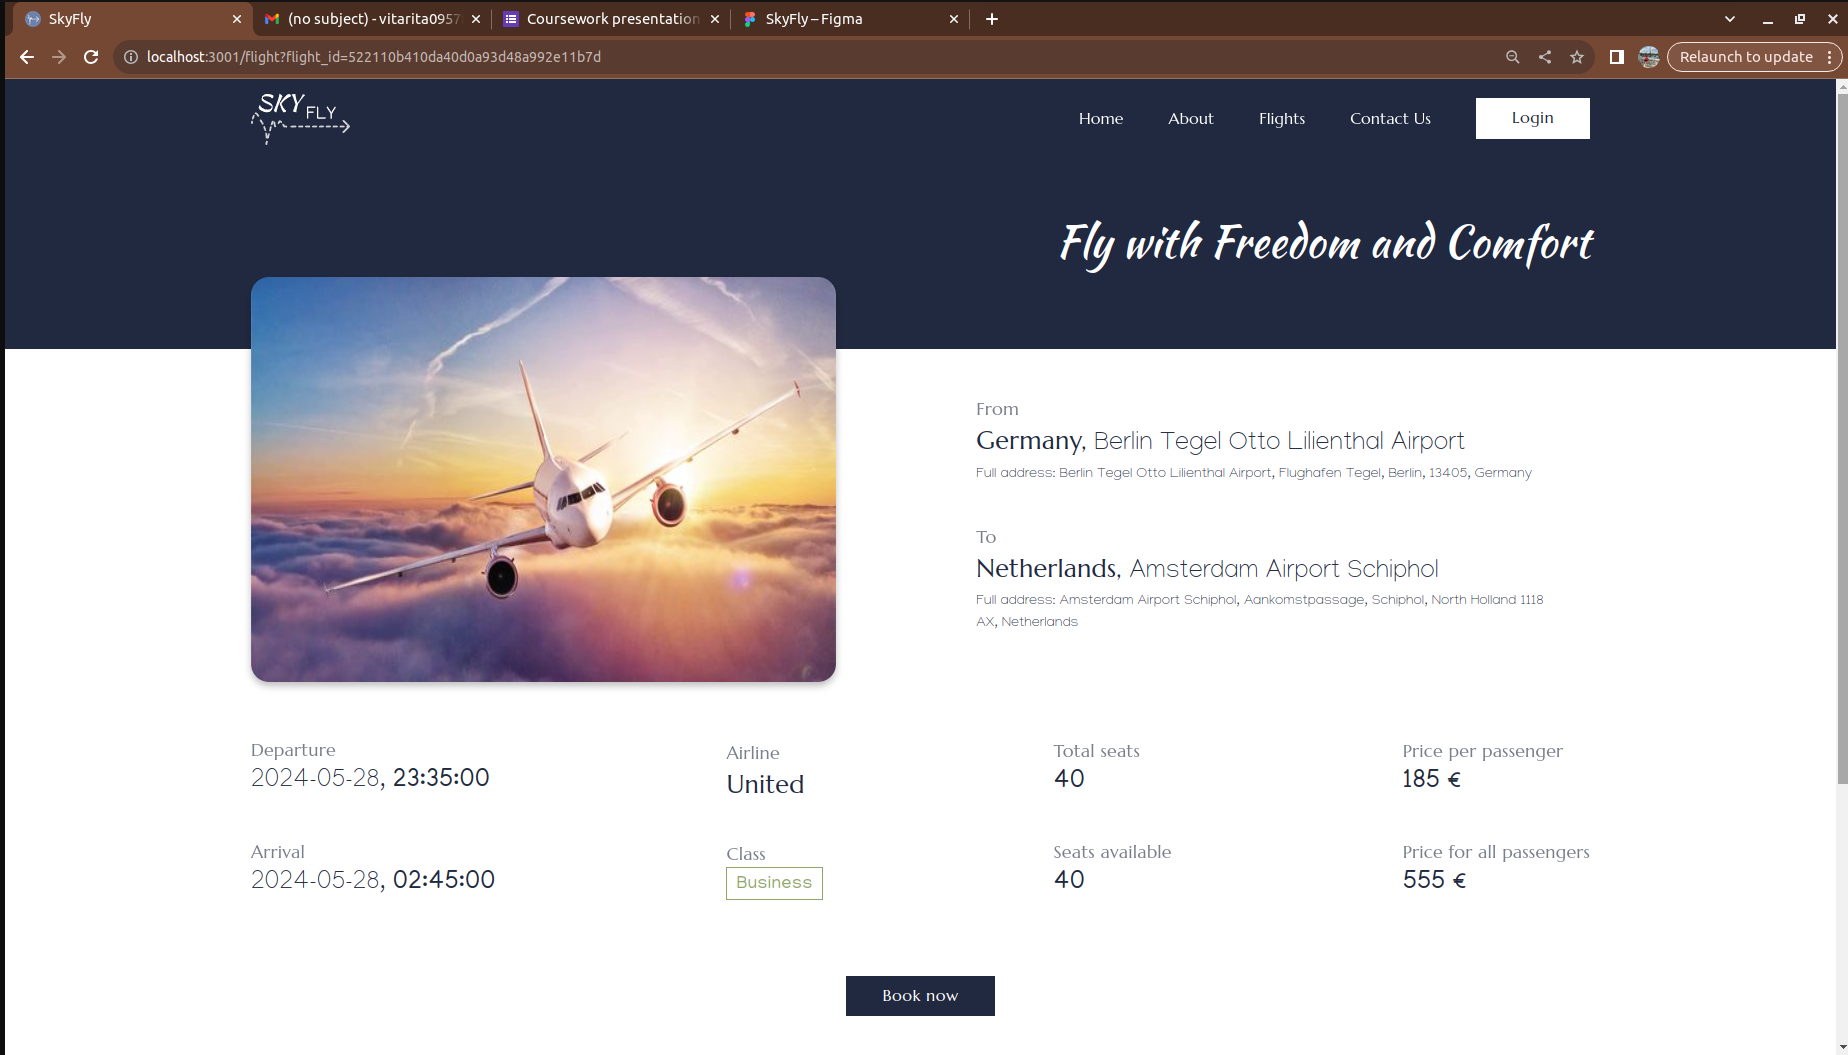 SkyFly
(no subject) - vitarita0957
Coursework presentation
SkyFly – Figma
localhost:3001/flight?flight_id=522110b410da40d0a93d48a992e11b7d
Relaunch to update
SKY FLY
Home
About
Flights
Contact Us
Login
Fly with Freedom and Comfort
From
Germany, Berlin Tegel Otto Lilienthal Airport
Full address: Berlin Tegel Otto Lilienthal Airport, Flughafen Tegel, Berlin, 13405, Germany
To
Netherlands, Amsterdam Airport Schiphol
Full address: Amsterdam Airport Schiphol, Aankomstpassage, Schiphol, North Holland 1118
AX, Netherlands
Departure
2024-05-28, 23:35:00
Airline
United
Total seats
40
Price per passenger
185 €
Arrival
2024-05-28, 02:45:00
Class
Business
Seats available
40
Price for all passengers
555 €
Book now